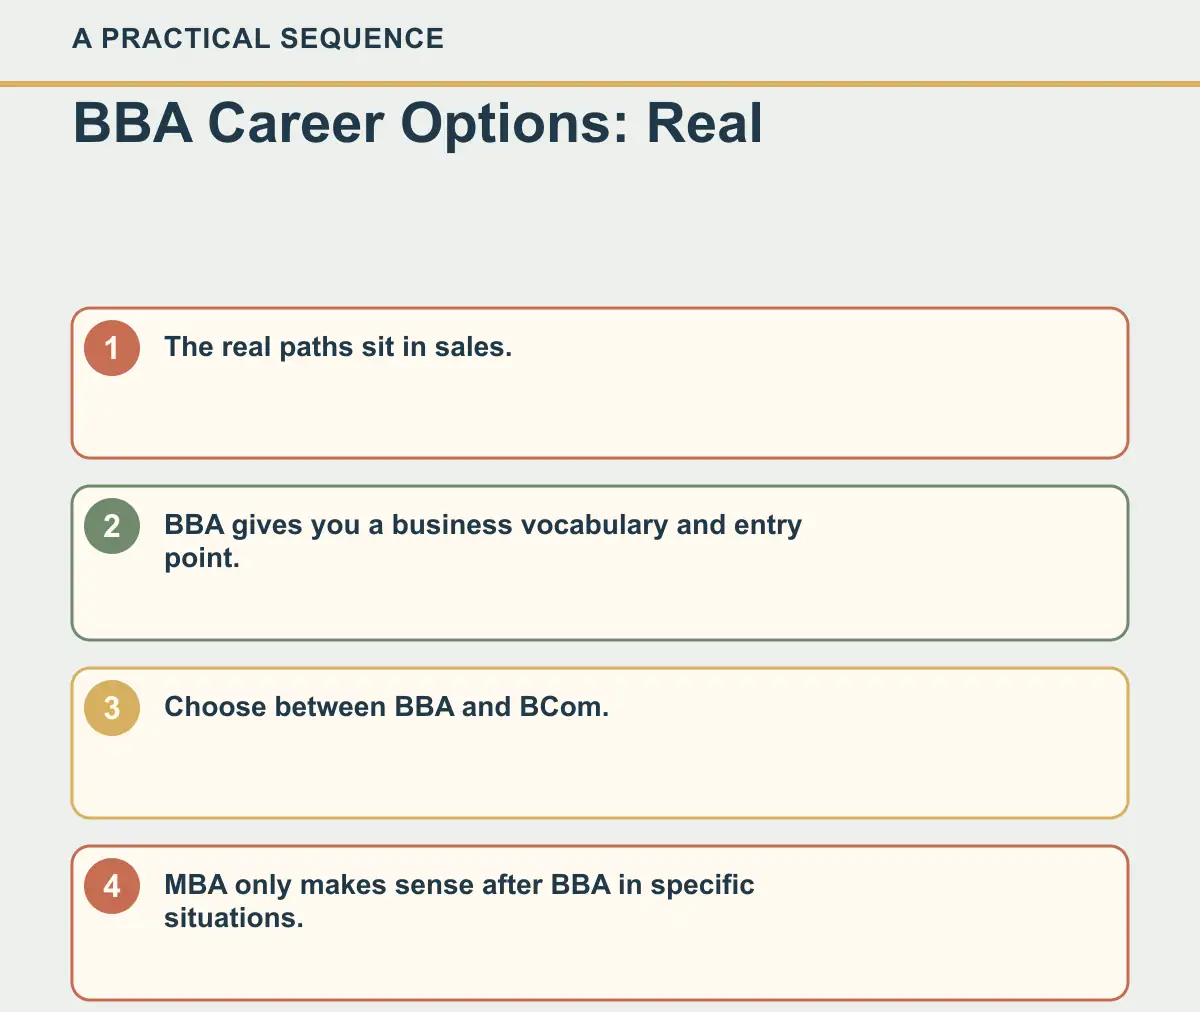 A PRACTICAL SEQUENCE
BBA Career Options: Real
1
The real paths sit in sales.
2
BBA gives you a business vocabulary and entry
point.
3
Choose between BBA and BCom.
4
MBA only makes sense after BBA in specific
situations.